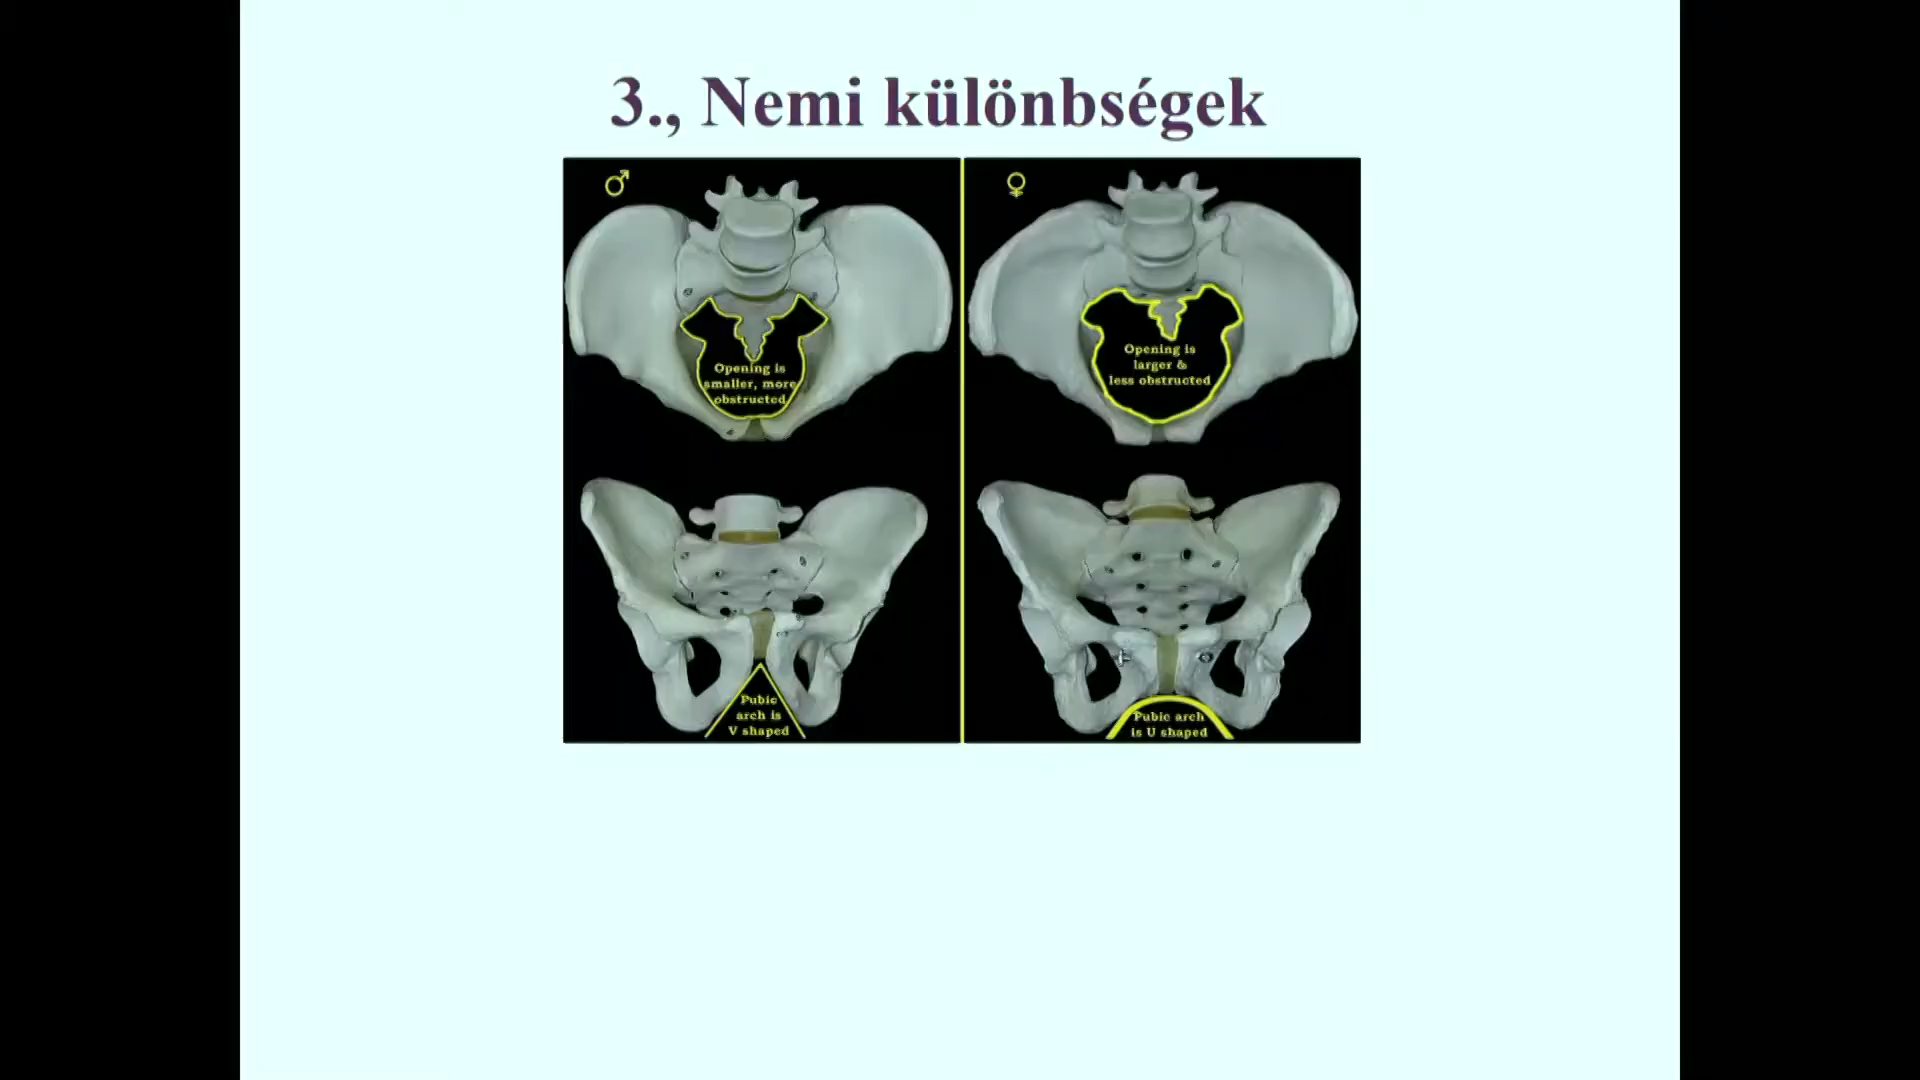 3., Nemi különbségek
♂
♀
Opening is
smaller, more
obstructed
Opening is
larger &
less obstructed
Pubic
arch is
V shaped
Pubic arch
is U shaped